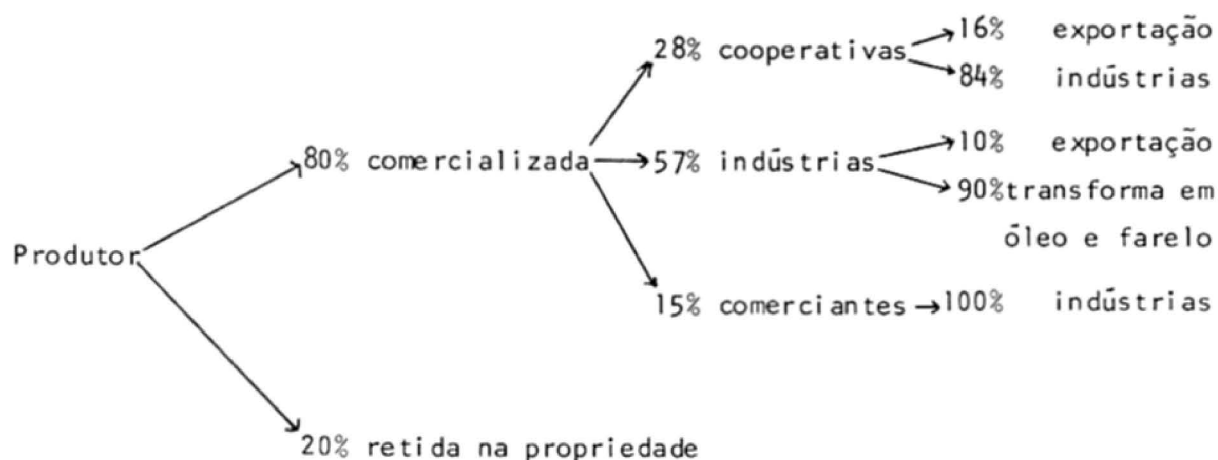 16% exportação
28% cooperativas
84% indústrias
10% exportação
80% comercializada
57% indústrias
90% transforma em
óleo e farelo
Produtor
15% comerciantes
100% indústrias
20% retida na propriedade